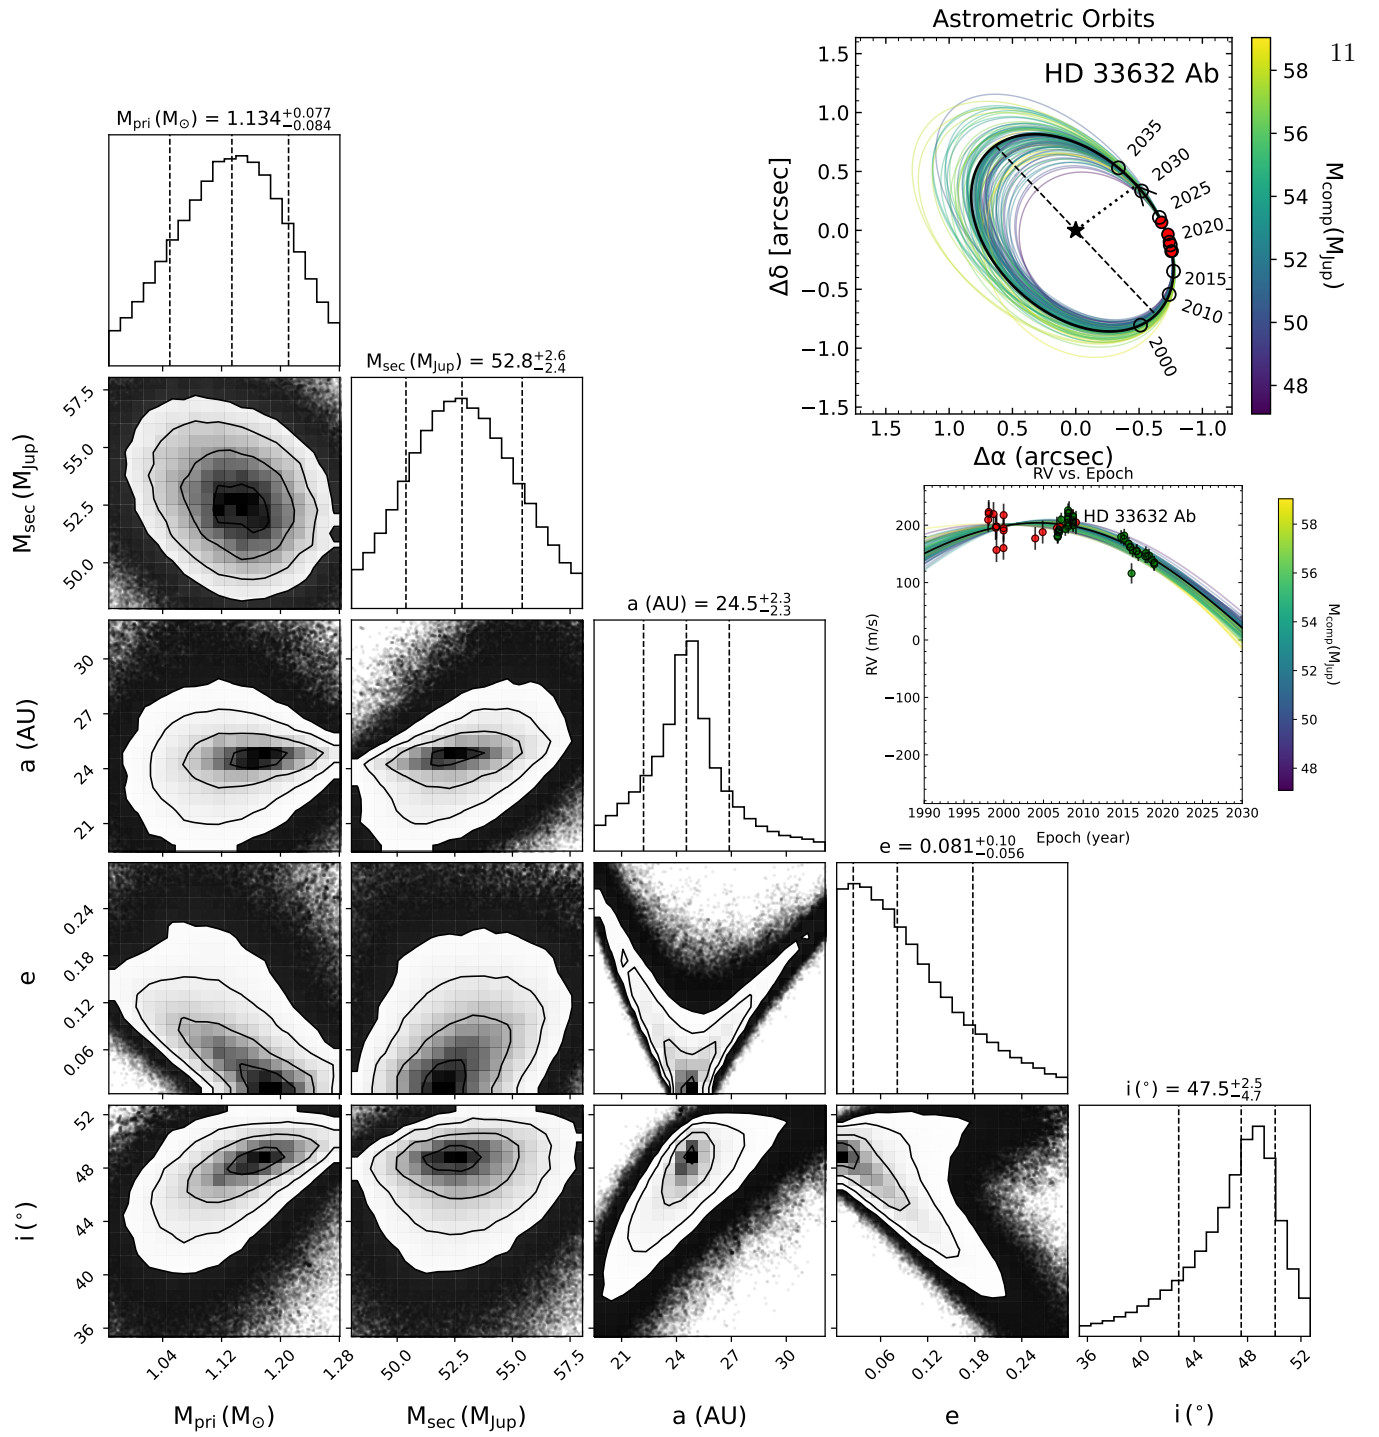 11
Astrometric Orbits
HD 33632 Ab
1.5
1.0
0.5
0.0
−0.5
−1.0
−1.5
Δδ [arcsec]
1.5 1.0 0.5 0.0 −0.5 −1.0
Δα (arcsec)
2035
2030
2025
2020
2015
2010
2000
58
56
54
52
50
48
M_comp(M_Jup)
M_pri (M_⊙) = 1.134^{+0.077}_{−0.084}
M_sec (M_Jup) = 52.8^{+2.6}_{−2.4}
RV vs. Epoch
HD 33632 Ab
200
100
0
−100
−200
RV (m/s)
1990 1995 2000 2005 2010 2015 2020 2025 2030
Epoch (year)
58
56
54
52
50
48
M_comp(M_Jup)
57.5
55.0
52.5
50.0
M_sec (M_Jup)
a (AU) = 24.5^{+2.3}_{−2.3}
30
27
24
21
a (AU)
e = 0.081^{+0.10}_{−0.056}
0.24
0.18
0.12
0.06
e
i (°) = 47.5^{+2.5}_{−4.7}
52
48
44
40
36
i (°)
1.04 1.12 1.20 1.28
50.0 52.5 55.0 57.5
21 24 27 30
0.06 0.12 0.18 0.24
36 40 44 48 52
M_pri (M_⊙)
M_sec (M_Jup)
a (AU)
e
i (°)